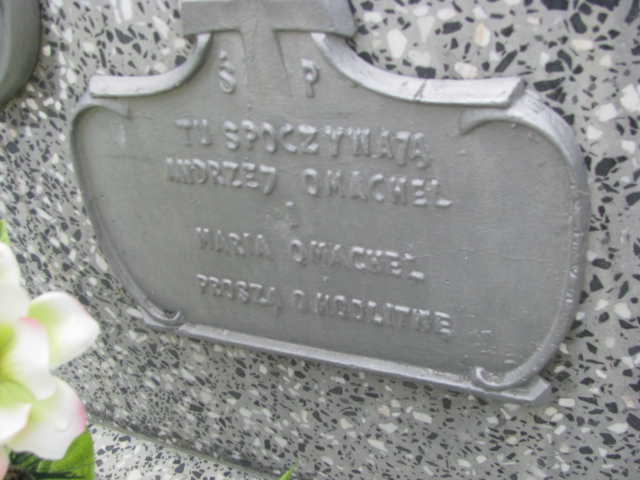 Ś P
TU SPOCZYWAJĄ
ANDRZEJ OMACHEL
I
MARIA OMACHEL
PROSZĄ O MODLITWĘ